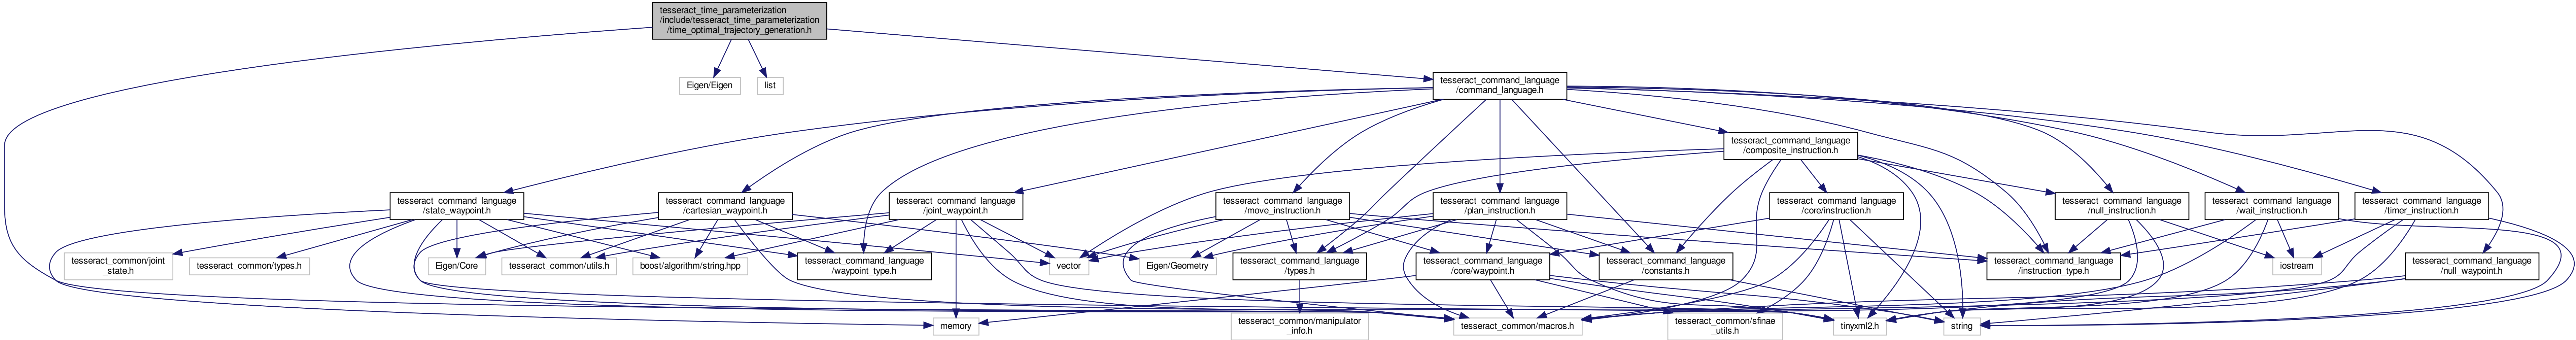 tesseract_time_parameterization
/include/tesseract_time_parameterization
/time_optimal_trajectory_generation.h
Eigen/Eigen
list
tesseract_command_language
/command_language.h
tesseract_command_language
/composite_instruction.h
tesseract_command_language
/state_waypoint.h
tesseract_command_language
/cartesian_waypoint.h
tesseract_command_language
/joint_waypoint.h
tesseract_command_language
/move_instruction.h
tesseract_command_language
/plan_instruction.h
tesseract_command_language
/core/instruction.h
tesseract_command_language
/null_instruction.h
tesseract_command_language
/wait_instruction.h
tesseract_command_language
/timer_instruction.h
tesseract_common/joint
_state.h
tesseract_common/types.h
Eigen/Core
tesseract_common/utils.h
boost/algorithm/string.hpp
tesseract_command_language
/waypoint_type.h
vector
Eigen/Geometry
tesseract_command_language
/types.h
tesseract_command_language
/core/waypoint.h
tesseract_command_language
/constants.h
tesseract_command_language
/instruction_type.h
iostream
tesseract_command_language
/null_waypoint.h
memory
tesseract_common/manipulator
_info.h
tesseract_common/macros.h
tesseract_common/sfinae
_utils.h
tinyxml2.h
string